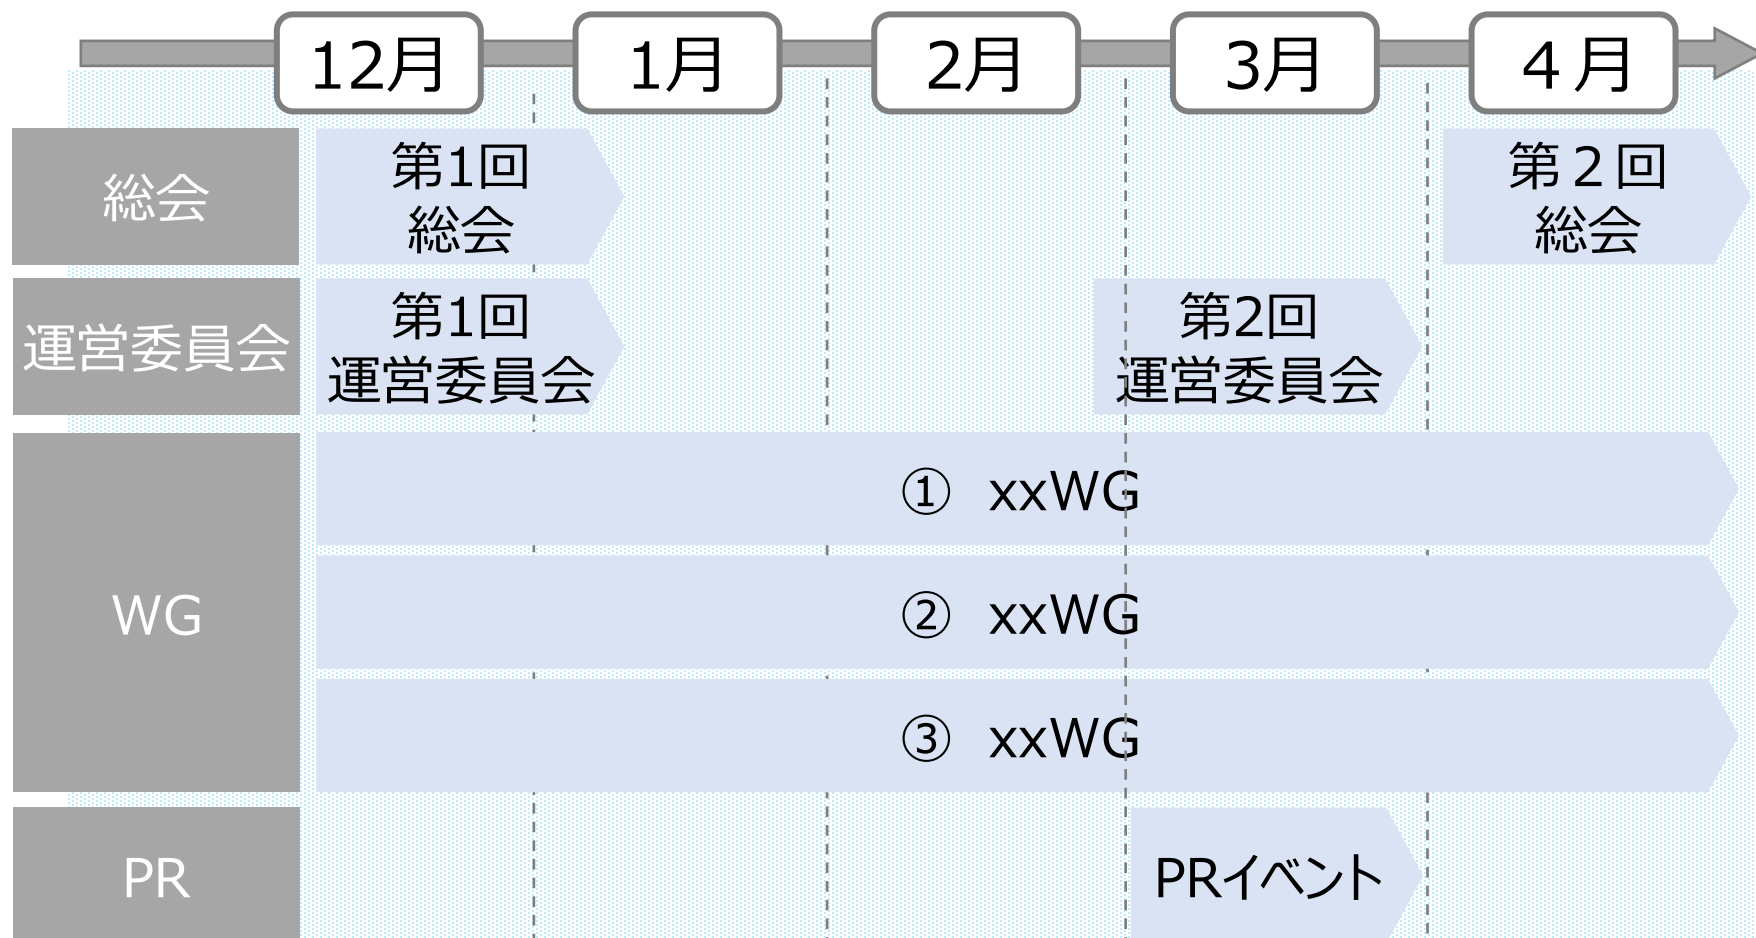 12月 1月 2月 3月 ４月
総会
第1回
総会
第２回
総会
運営委員会
第1回
運営委員会
第2回
運営委員会
WG
① xxWG
② xxWG
③ xxWG
PR
PRイベント